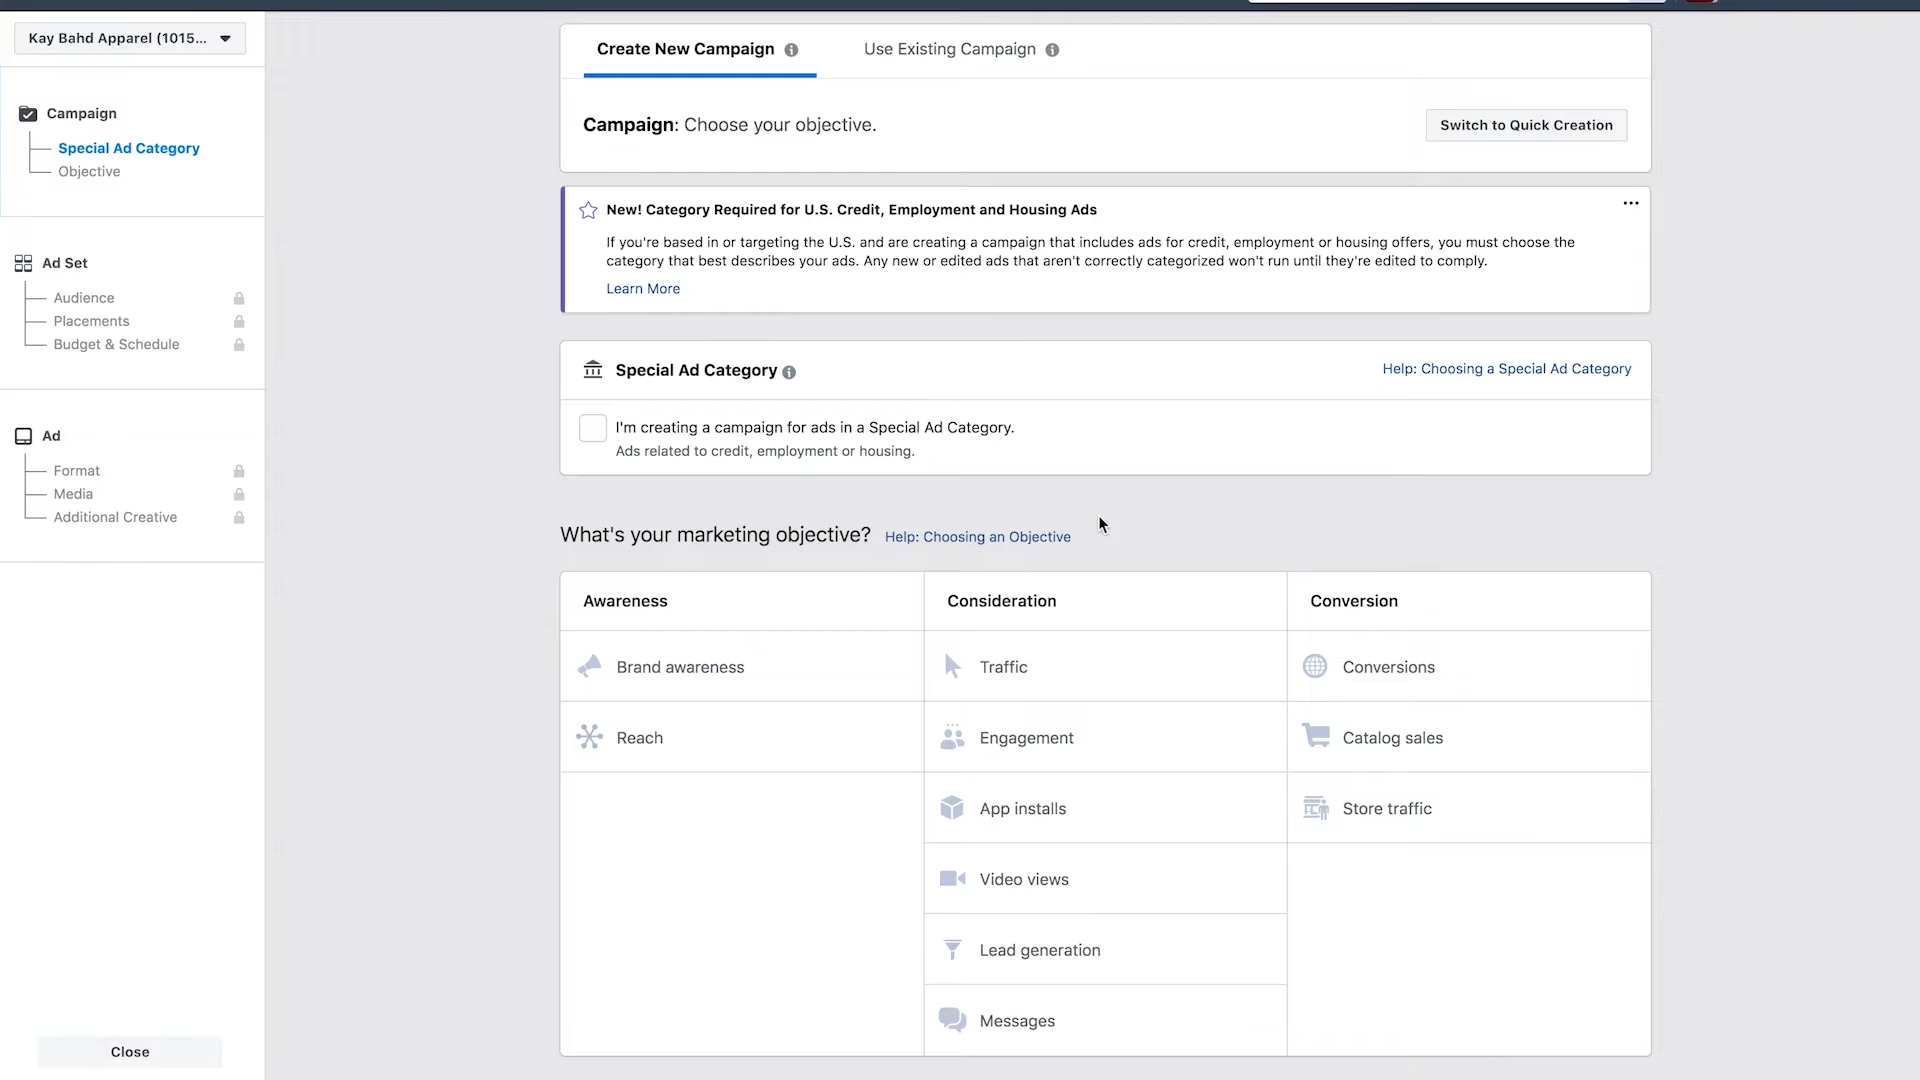 Kay Bahd Apparel (1015...
Campaign
Special Ad Category
Objective
Ad Set
Audience
Placements
Budget & Schedule
Ad
Format
Media
Additional Creative
Close
Create New Campaign
Use Existing Campaign
Campaign: Choose your objective.
Switch to Quick Creation
New! Category Required for U.S. Credit, Employment and Housing Ads
If you're based in or targeting the U.S. and are creating a campaign that includes ads for credit, employment or housing offers, you must choose the
category that best describes your ads. Any new or edited ads that aren't correctly categorized won't run until they're edited to comply.
Learn More
Special Ad Category
Help: Choosing a Special Ad Category
I'm creating a campaign for ads in a Special Ad Category.
Ads related to credit, employment or housing.
What's your marketing objective? Help: Choosing an Objective
Awareness
Consideration
Conversion
Brand awareness
Traffic
Conversions
Reach
Engagement
Catalog sales
App installs
Store traffic
Video views
Lead generation
Messages